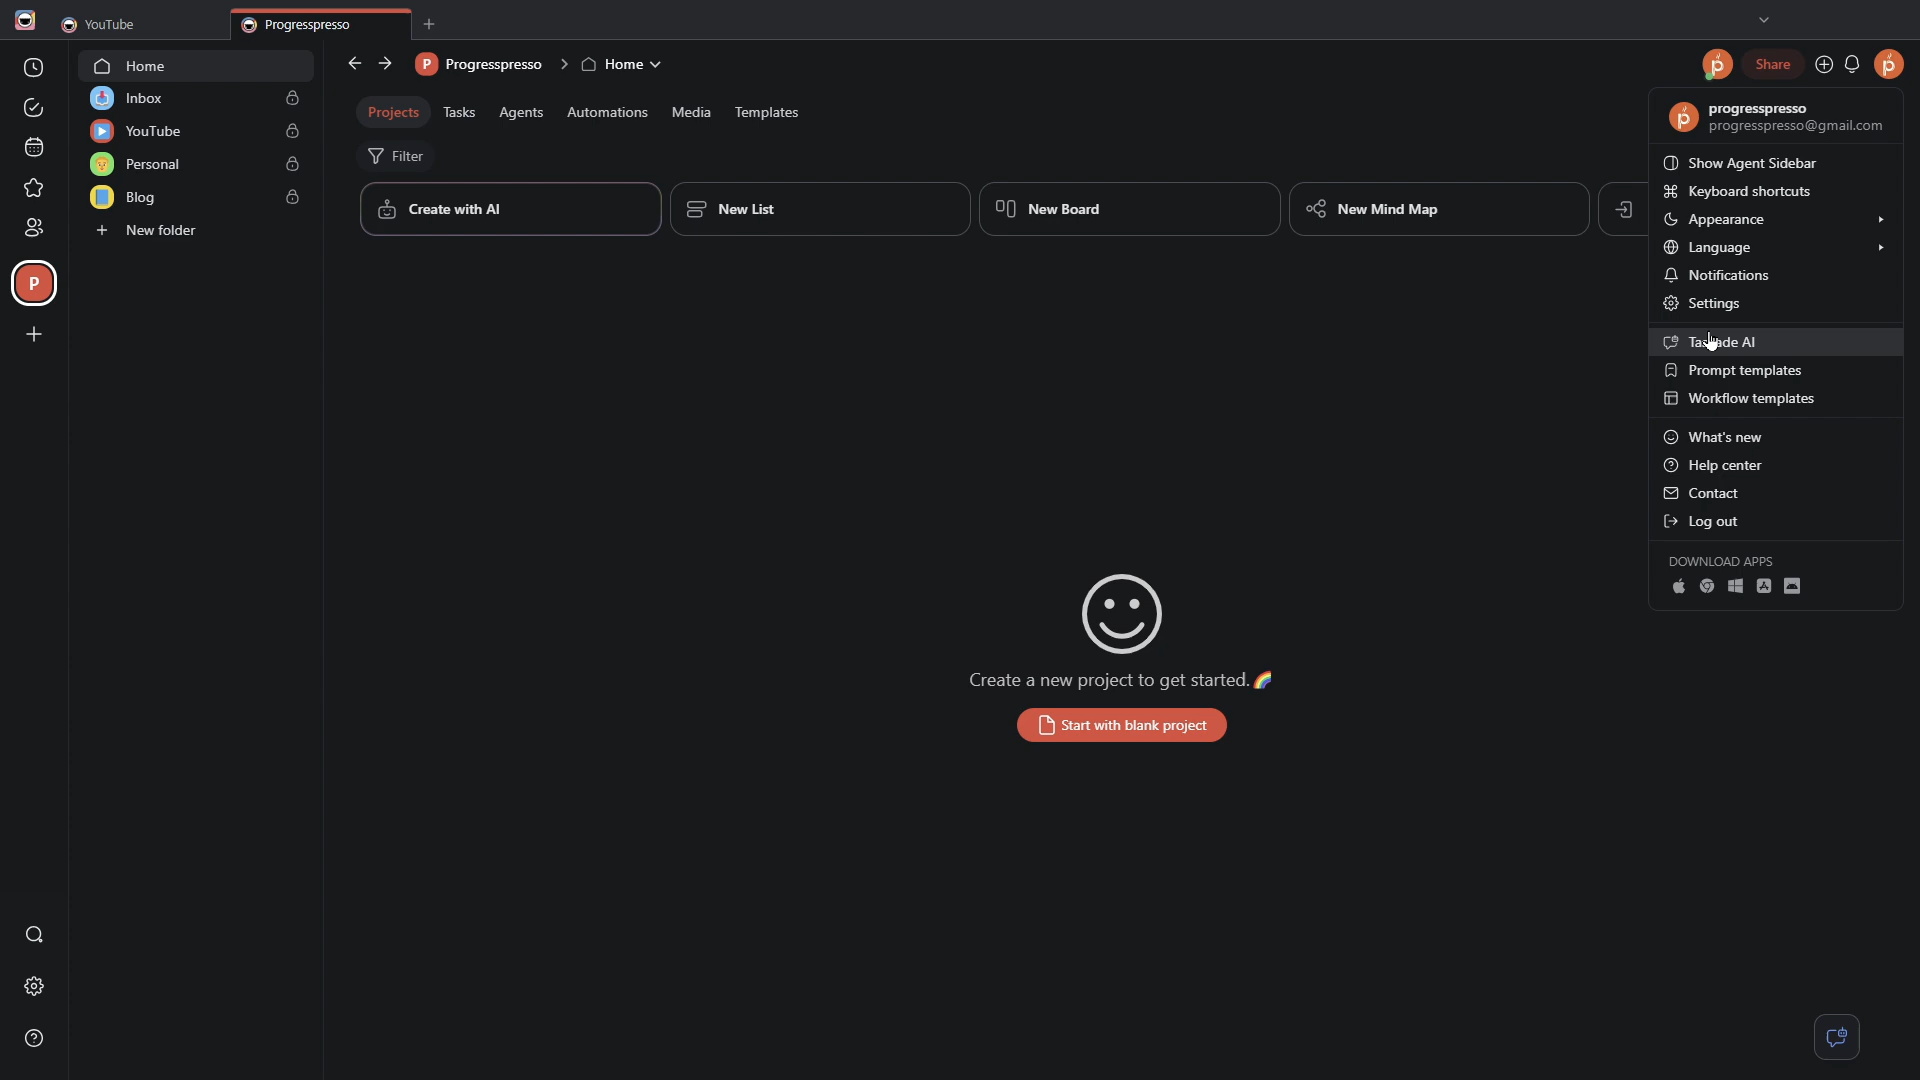 YouTube
Progresspresso
Home
Inbox
YouTube
Personal
Blog
New folder
P
P Progresspresso
Home
Share
Projects Tasks Agents Automations Media Templates
Filter
Create with AI
New List
New Board
New Mind Map
progresspresso
progresspresso@gmail.com
Show Agent Sidebar
Keyboard shortcuts
Appearance
Language
Notifications
Settings
AI
Prompt templates
Workflow templates
What's new
Help center
Contact
Log out
DOWNLOAD APPS
Create a new project to get started.🌈
Start with blank project